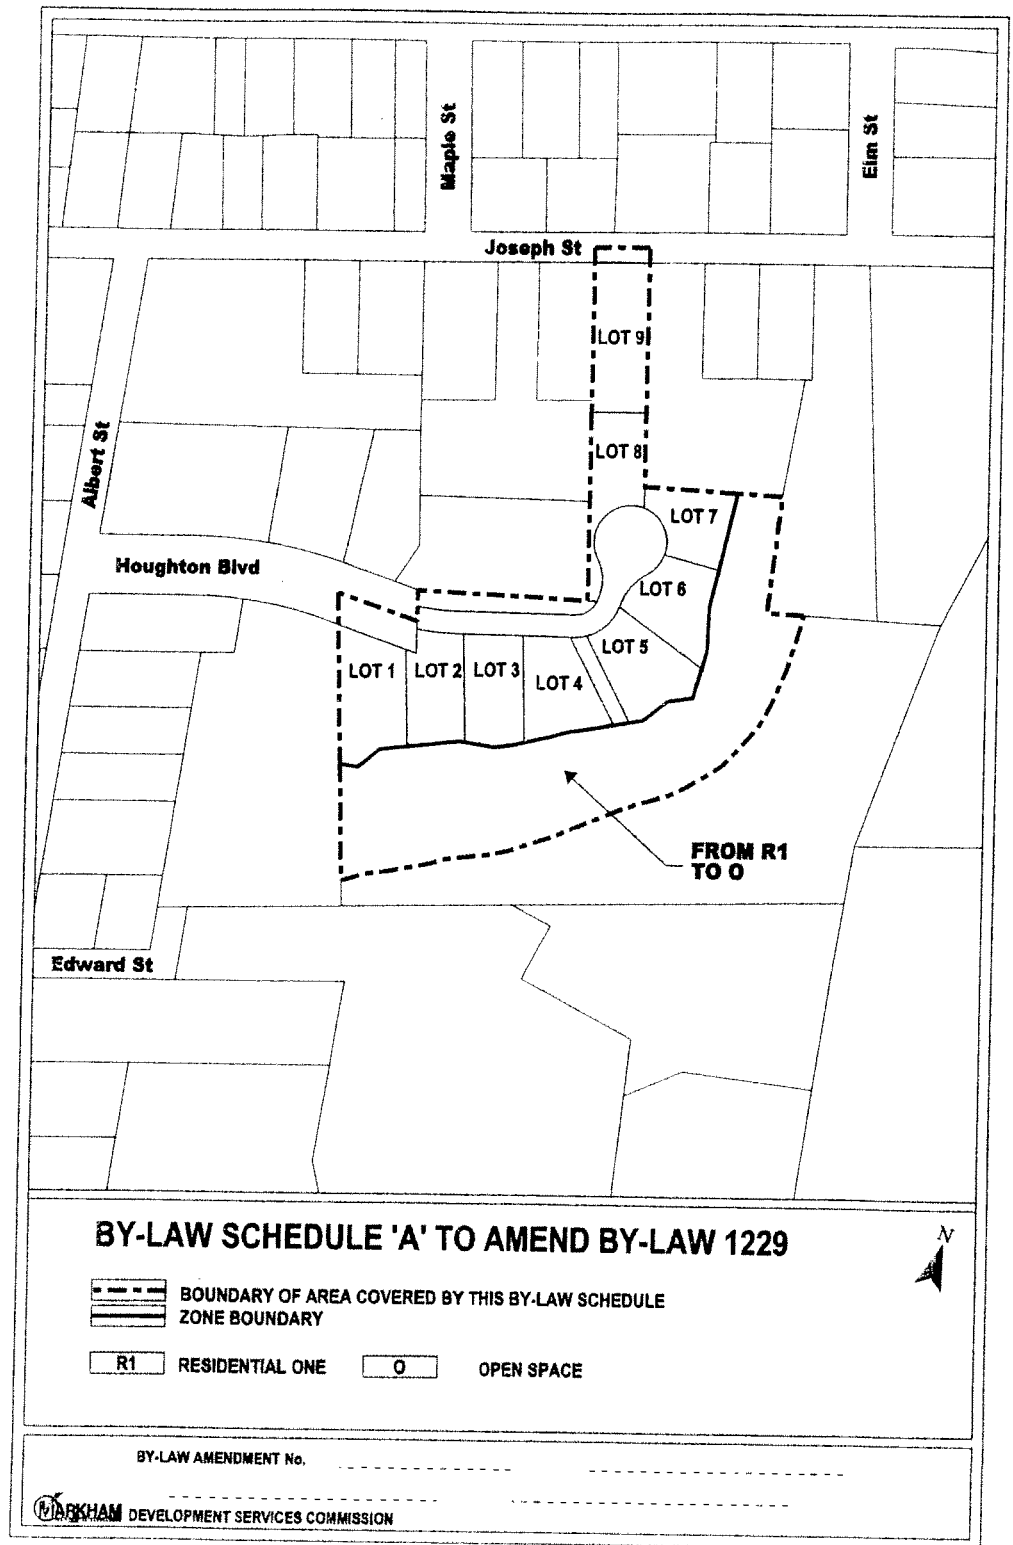 Maple St
Elm St
Joseph St
LOT 9
Albert St
LOT 8
LOT 7
Houghton Blvd
LOT 6
LOT 5
LOT 1
LOT 2
LOT 3
LOT 4
FROM R1
TO O
Edward St
BY-LAW SCHEDULE 'A' TO AMEND BY-LAW 1229
N
BOUNDARY OF AREA COVERED BY THIS BY-LAW SCHEDULE
ZONE BOUNDARY
R1 RESIDENTIAL ONE O OPEN SPACE
BY-LAW AMENDMENT No.
MARKHAM DEVELOPMENT SERVICES COMMISSION